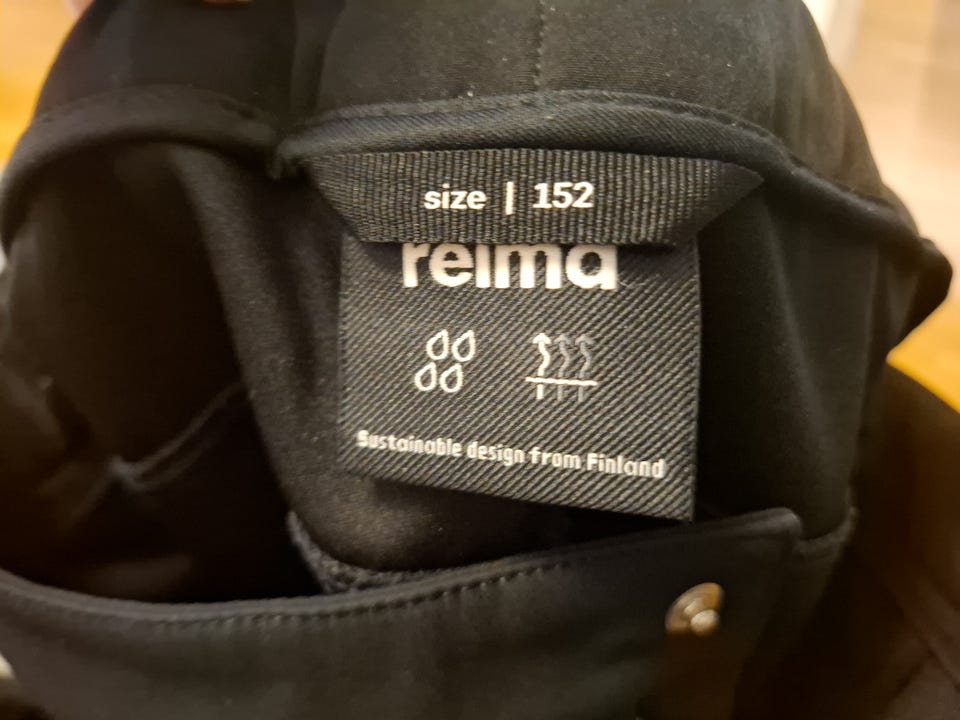 size | 152
reima
Sustainable design from Finland